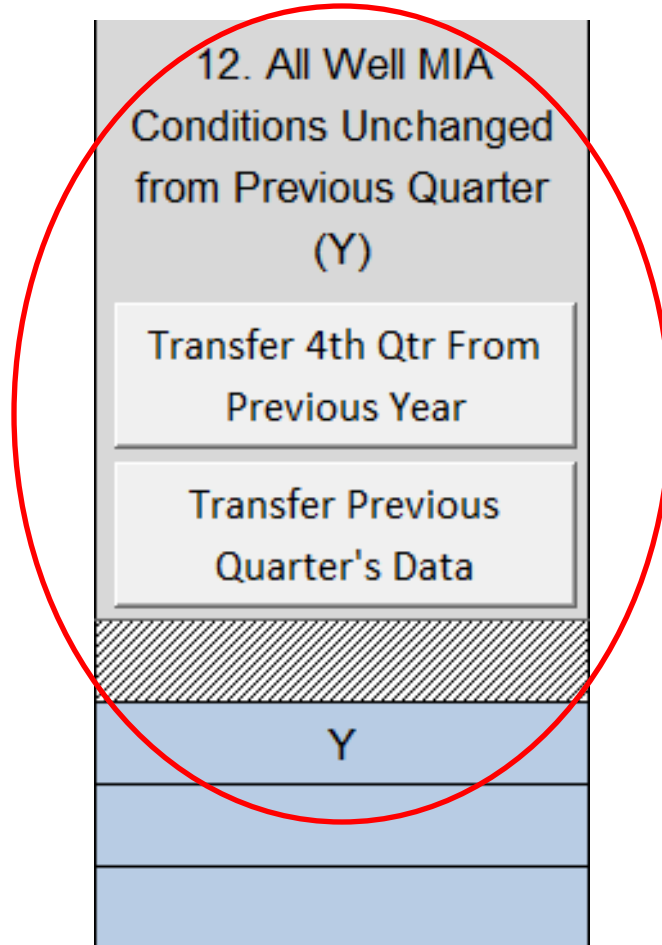 12. All Well MIA
Conditions Unchanged
from Previous Quarter
(Y)
Transfer 4th Qtr From
Previous Year
Transfer Previous
Quarter's Data
Y